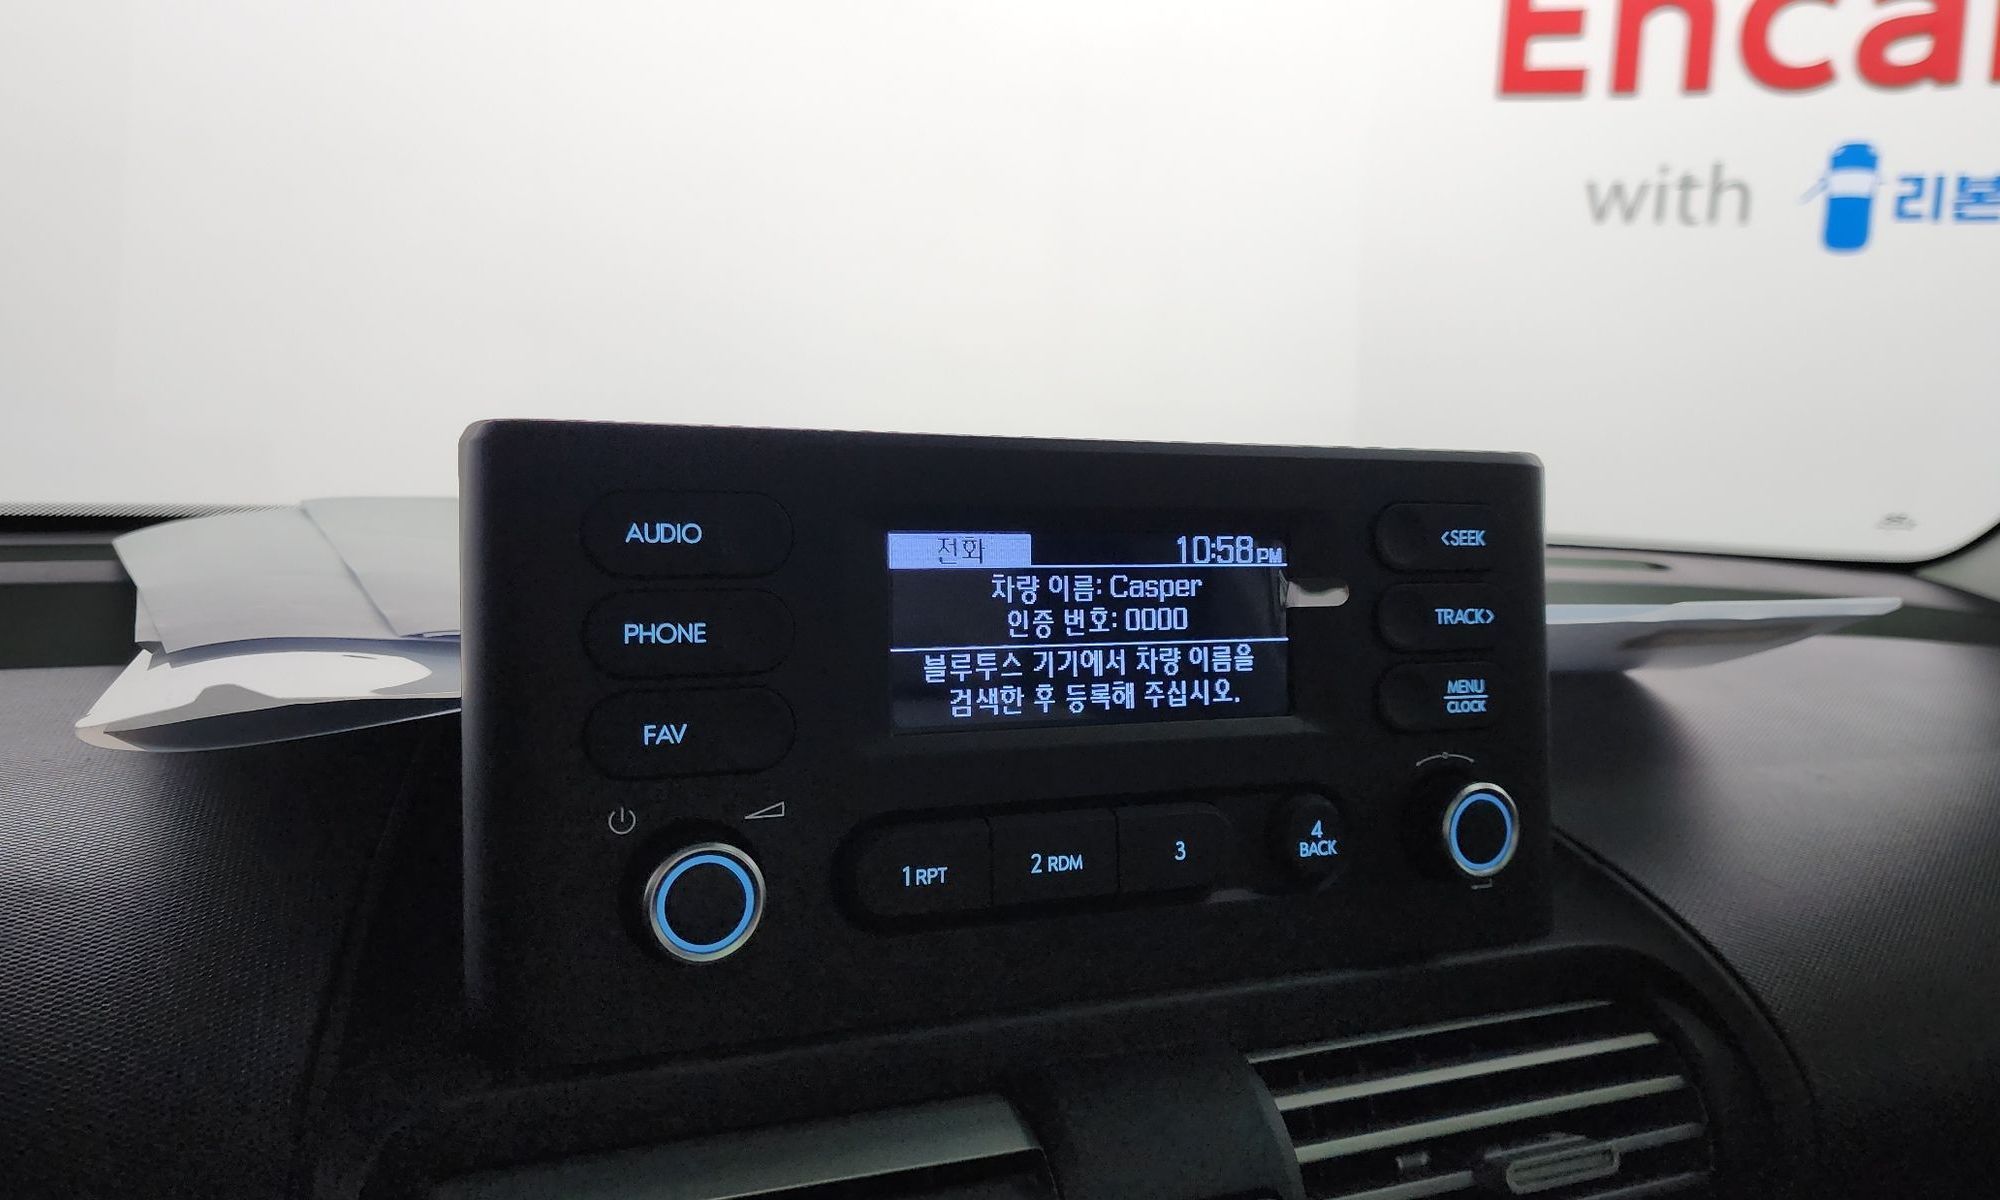 Encar
with 리본
AUDIO
PHONE
FAV
전화 10:58 PM
차량 이름: Casper
인증 번호: 0000
블루투스 기기에서 차량 이름을
검색한 후 등록해 주십시오.
<SEEK
TRACK>
MENU
CLOCK
1 RPT
2 RDM
3
4
BACK